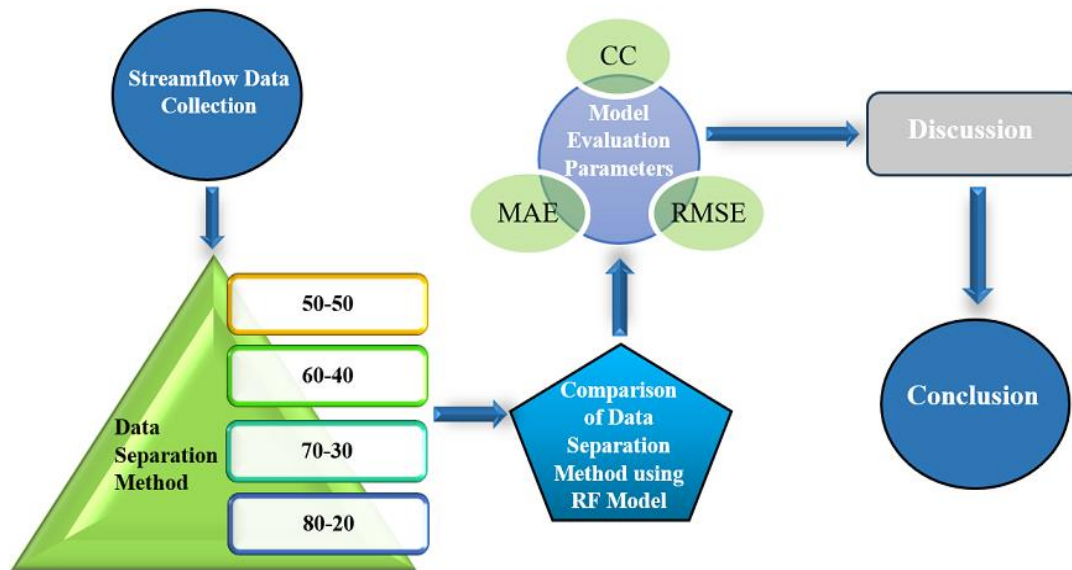 Streamflow Data
Collection
50-50
60-40
70-30
80-20
Data
Separation
Method
Comparison
of Data
Separation
Method using
RF Model
CC
Model
Evaluation
Parameters
MAE
RMSE
Discussion
Conclusion